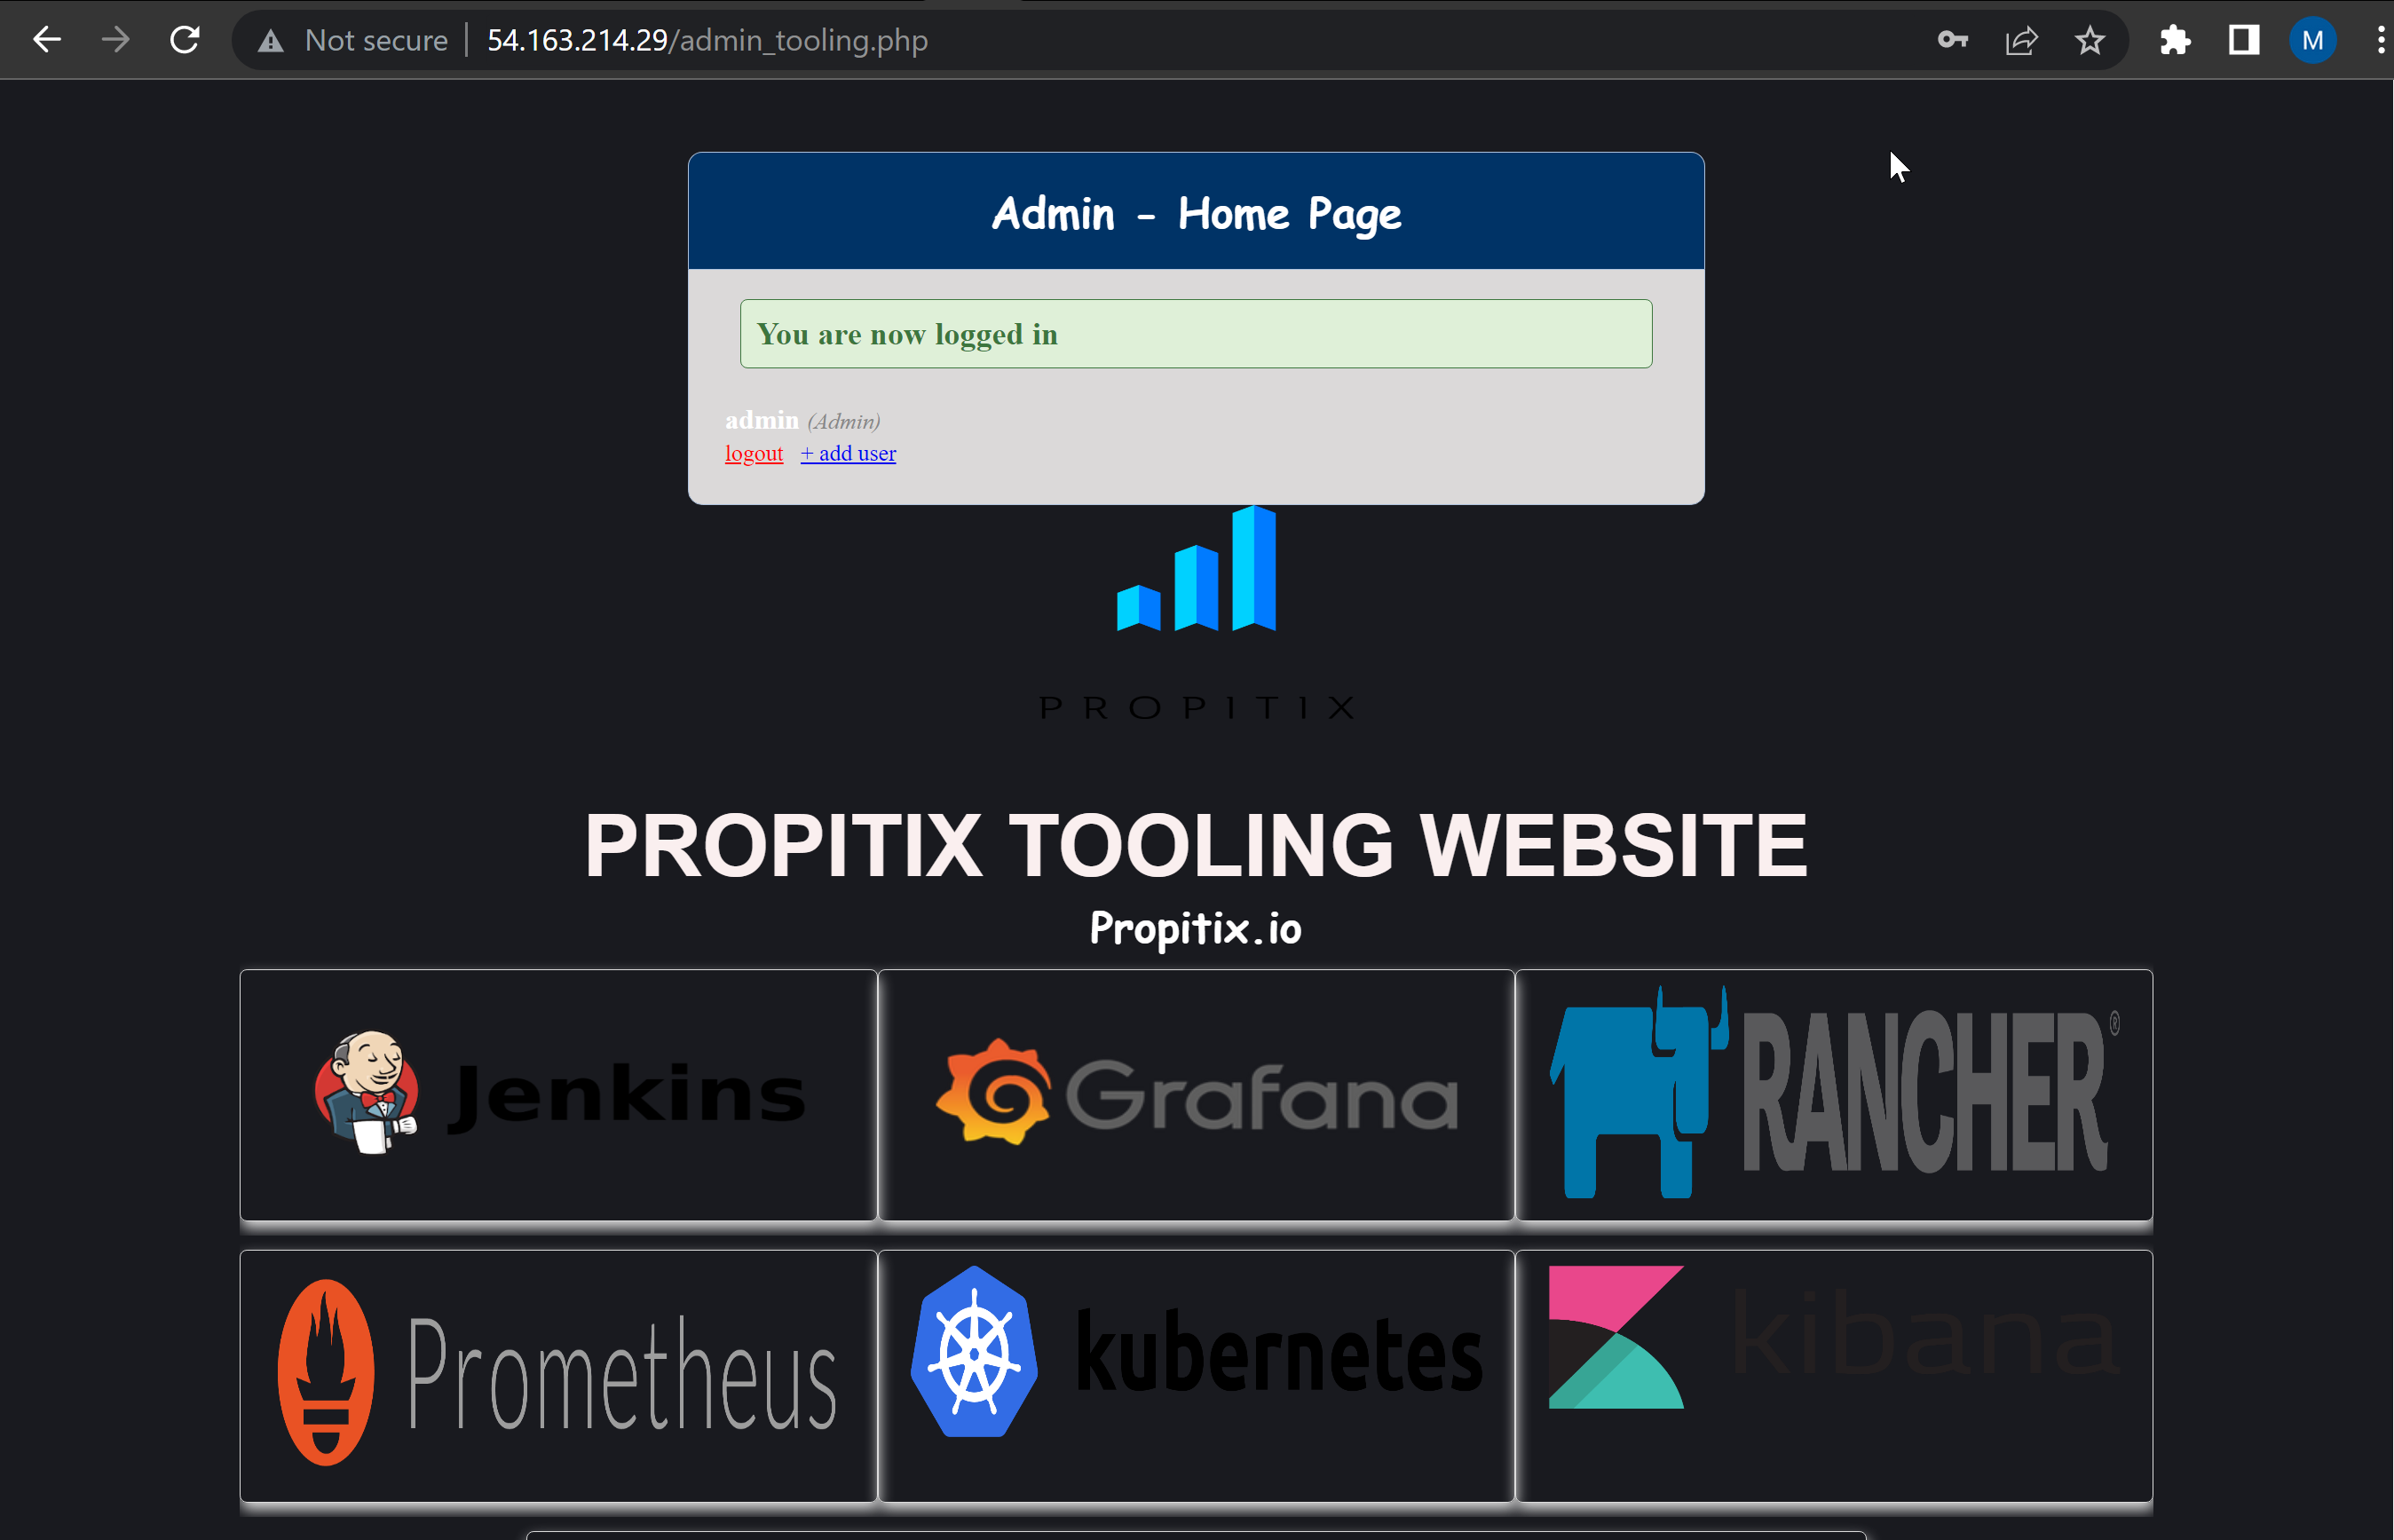 Not secure 54.163.214.29/admin_tooling.php
M
Admin - Home Page
You are now logged in
admin (Admin)
logout + add user
PROPITIX
PROPITIX TOOLING WEBSITE
Propitix.io
Jenkins
Grafana
RANCHER®
Prometheus
kubernetes
kibana